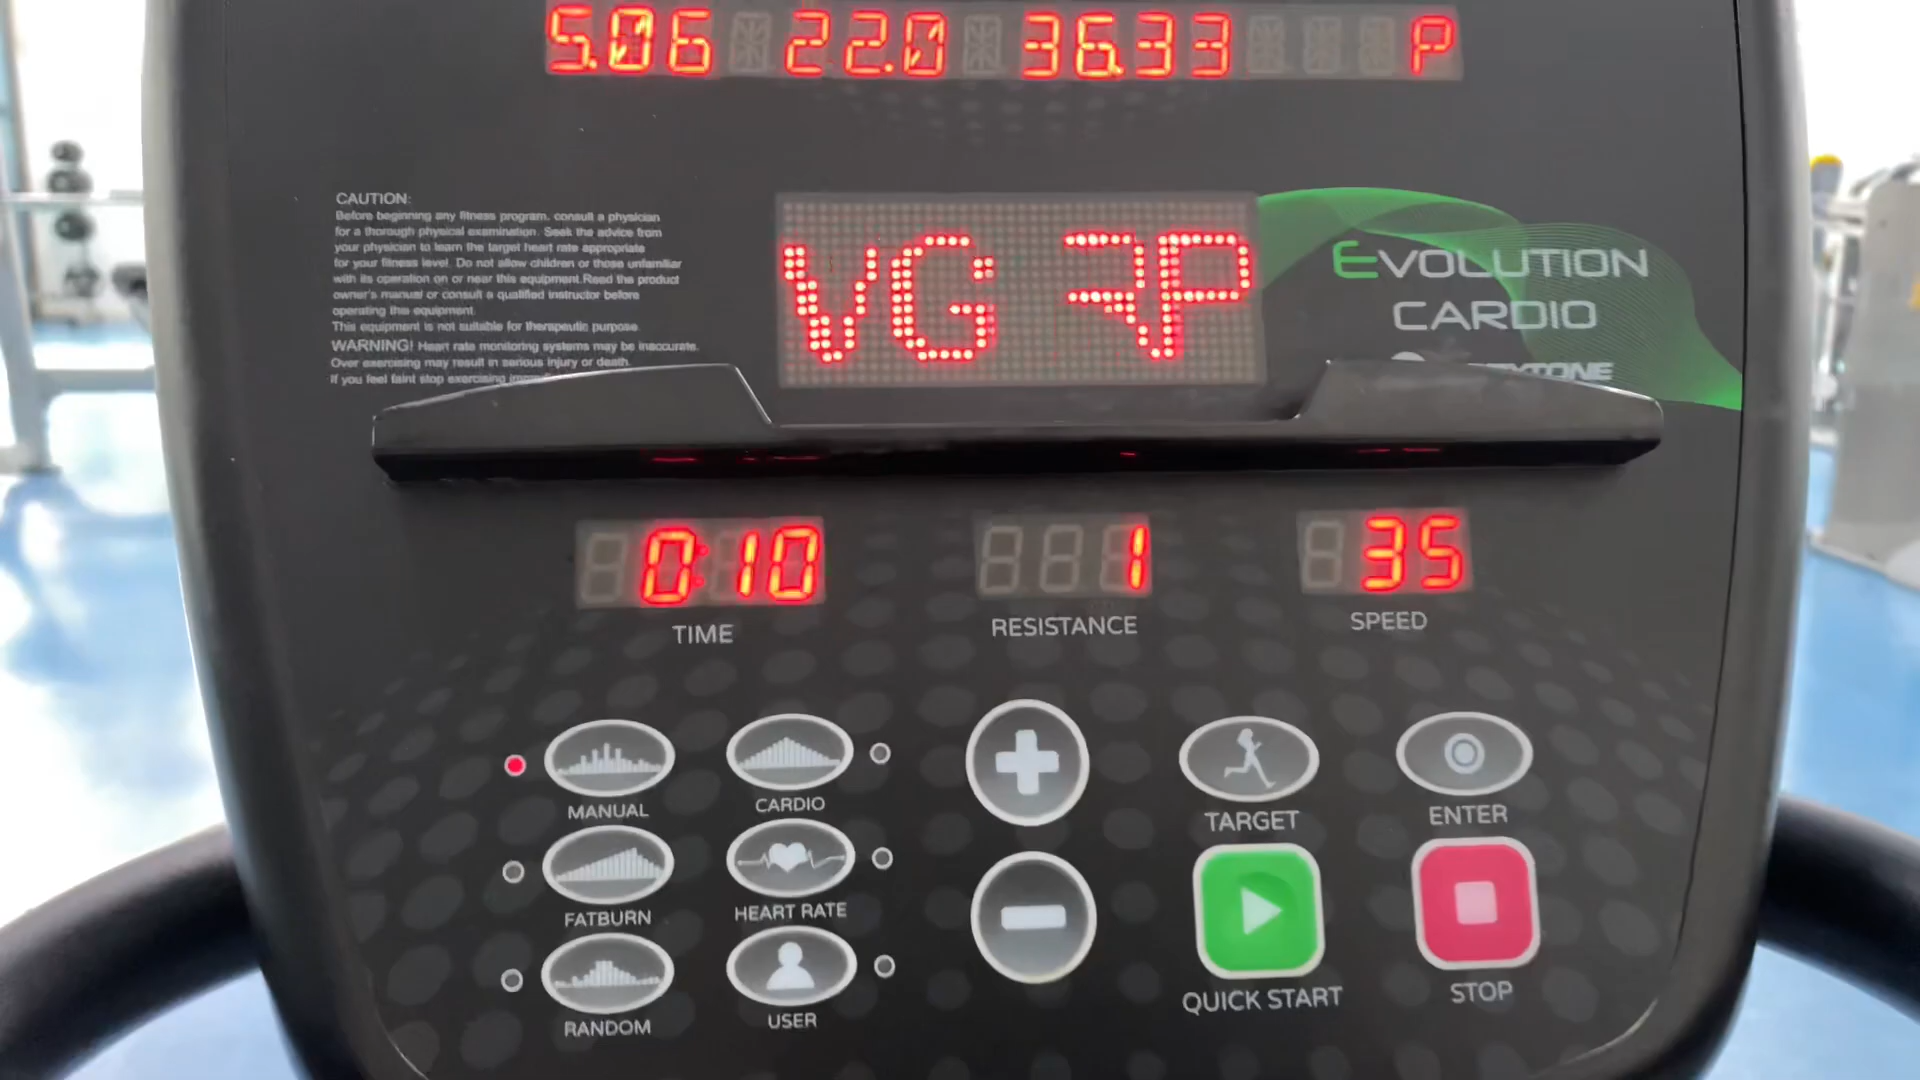 5.06 22.0 36.33 P
CAUTION:
Before beginning any fitness program, consult a physician
for a thorough physical examination. Seek the advice from
your physician to learn the target heart rate appropriate
for your fitness level. Do not allow children or those unfamiliar
with its operation on or near this equipment.Read the product
owner's manual or consult a qualified instructor before
operating this equipment.
This equipment is not suitable for therapeutic purpose.
WARNING! Heart rate monitoring systems may be inaccurate.
Over exercising may result in serious injury or death.
If you feel faint stop exercising
VG P
EVOLUTION
CARDIO
0:10
1
35
TIME
RESISTANCE
SPEED
MANUAL
CARDIO
TARGET
ENTER
FATBURN
HEART RATE
RANDOM
USER
QUICK START
STOP